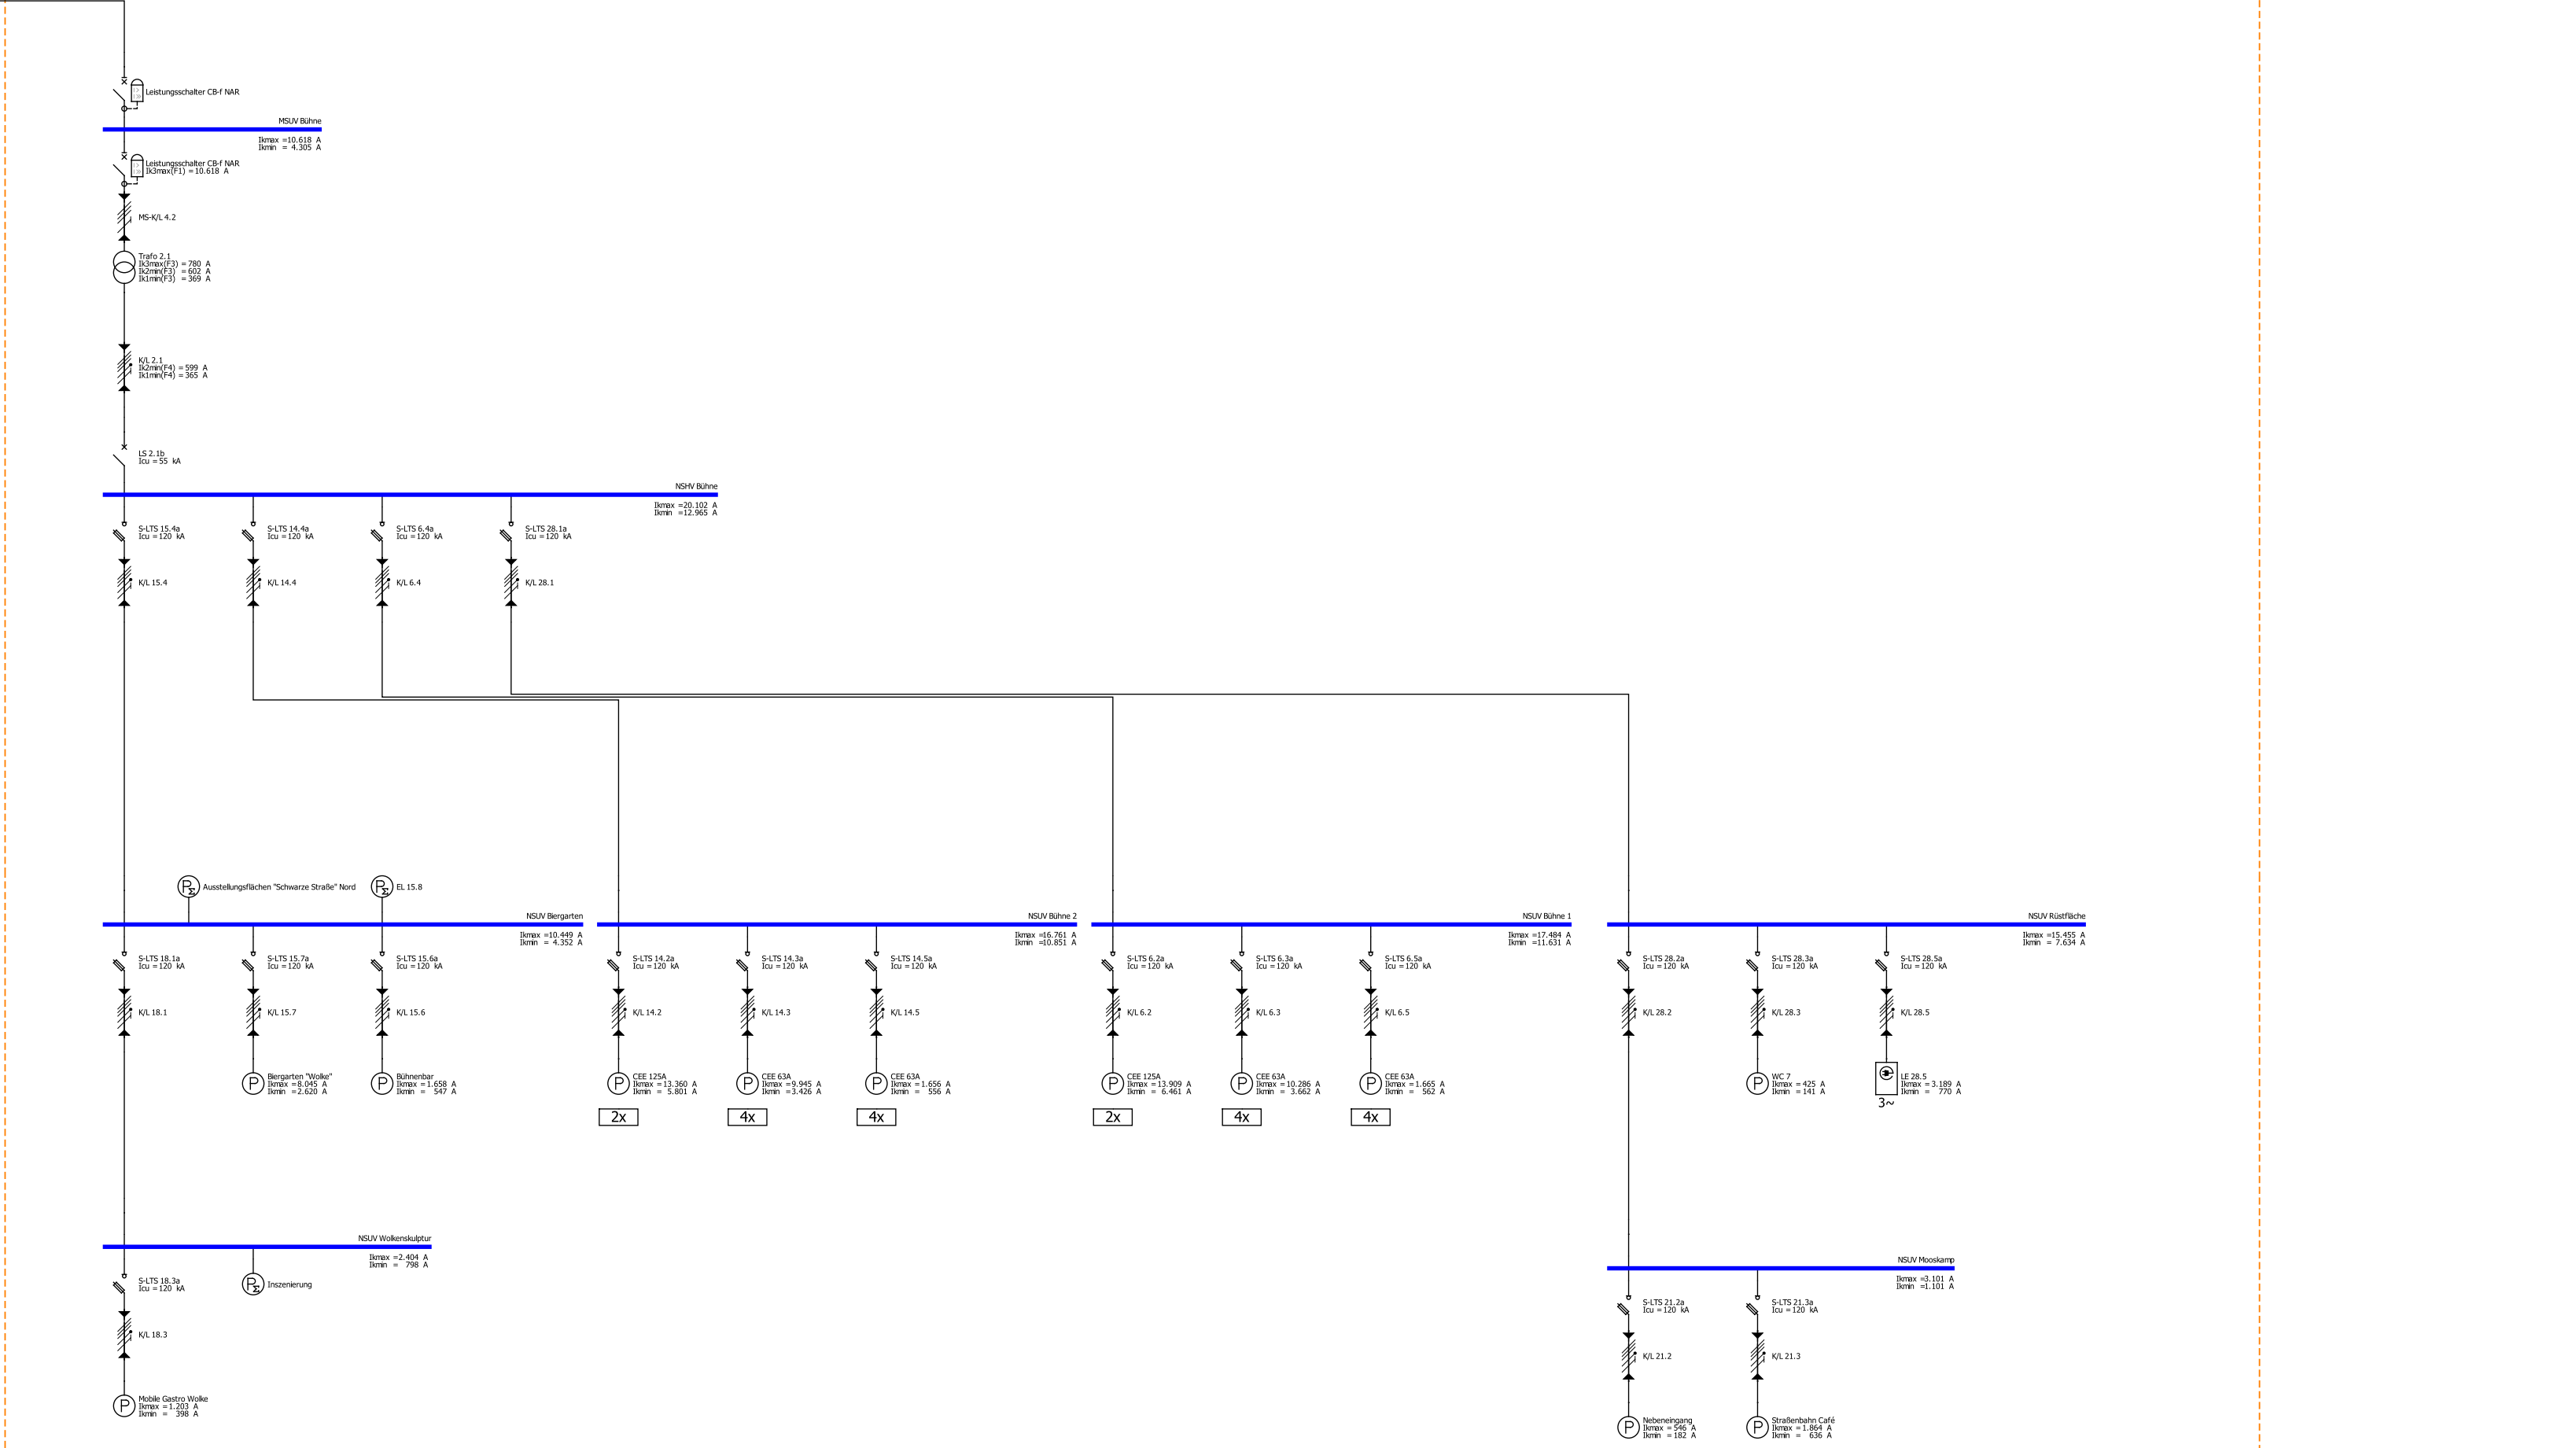 Leistungsschalter CB-f NAR
MSUV Bühne
Ikmax =10.618 A
Ikmin = 4.305 A
Leistungsschalter CB-f NAR
Ik3max(F1) =10.618 A
MS-K/L 4.2
Trafo 2.1
Ik3max(F3) = 780 A
Ik2min(F3) = 602 A
Ik1min(F3) = 369 A
K/L 2.1
Ik2min(F4) = 599 A
Ik1min(F4) = 365 A
LS 2.1b
Icu = 55 kA
NSHV Bühne
Ikmax =20.102 A
Ikmin =12.965 A
S-LTS 15.4a
Icu =120 kA
S-LTS 14.4a
Icu =120 kA
S-LTS 6.4a
Icu =120 kA
S-LTS 28.1a
Icu =120 kA
K/L 15.4
K/L 14.4
K/L 6.4
K/L 28.1
P Σ Ausstellungsflächen "Schwarze Straße" Nord
P Σ EL 15.8
NSUV Biergarten
Ikmax =10.449 A
Ikmin = 4.352 A
NSUV Bühne 2
Ikmax =16.761 A
Ikmin =10.851 A
NSUV Bühne 1
Ikmax =17.484 A
Ikmin =11.631 A
NSUV Rüstfläche
Ikmax =15.455 A
Ikmin = 7.634 A
S-LTS 18.1a
Icu =120 kA
S-LTS 15.7a
Icu =120 kA
S-LTS 15.6a
Icu =120 kA
S-LTS 14.2a
Icu =120 kA
S-LTS 14.3a
Icu =120 kA
S-LTS 14.5a
Icu =120 kA
S-LTS 6.2a
Icu =120 kA
S-LTS 6.3a
Icu =120 kA
S-LTS 6.5a
Icu =120 kA
S-LTS 28.2a
Icu =120 kA
S-LTS 28.3a
Icu =120 kA
S-LTS 28.5a
Icu =120 kA
K/L 18.1
K/L 15.7
K/L 15.6
K/L 14.2
K/L 14.3
K/L 14.5
K/L 6.2
K/L 6.3
K/L 6.5
K/L 28.2
K/L 28.3
K/L 28.5
P Biergarten "Wolke"
Ikmax =8.045 A
Ikmin =2.620 A
P Bühnenbar
Ikmax =1.658 A
Ikmin = 547 A
P CEE 125A
Ikmax =13.360 A
Ikmin = 5.801 A
2x
P CEE 63A
Ikmax =9.945 A
Ikmin =3.426 A
4x
P CEE 63A
Ikmax =1.656 A
Ikmin = 556 A
4x
P CEE 125A
Ikmax =13.909 A
Ikmin = 6.461 A
2x
P CEE 63A
Ikmax =10.286 A
Ikmin = 3.662 A
4x
P CEE 63A
Ikmax =1.665 A
Ikmin = 562 A
4x
P WC 7
Ikmax =425 A
Ikmin =141 A
LE 28.5
Ikmax =3.189 A
Ikmin = 770 A
3~
NSUV Wolkenskulptur
Ikmax =2.404 A
Ikmin = 798 A
NSUV Mooskamp
Ikmax =3.101 A
Ikmin =1.101 A
S-LTS 18.3a
Icu =120 kA
P Σ Inszenierung
S-LTS 21.2a
Icu =120 kA
S-LTS 21.3a
Icu =120 kA
K/L 18.3
K/L 21.2
K/L 21.3
P Mobile Gastro Wolke
Ikmax =1.203 A
Ikmin = 398 A
P Nebeneingang
Ikmax =546 A
Ikmin =182 A
P Straßenbahn Café
Ikmax =1.864 A
Ikmin = 636 A